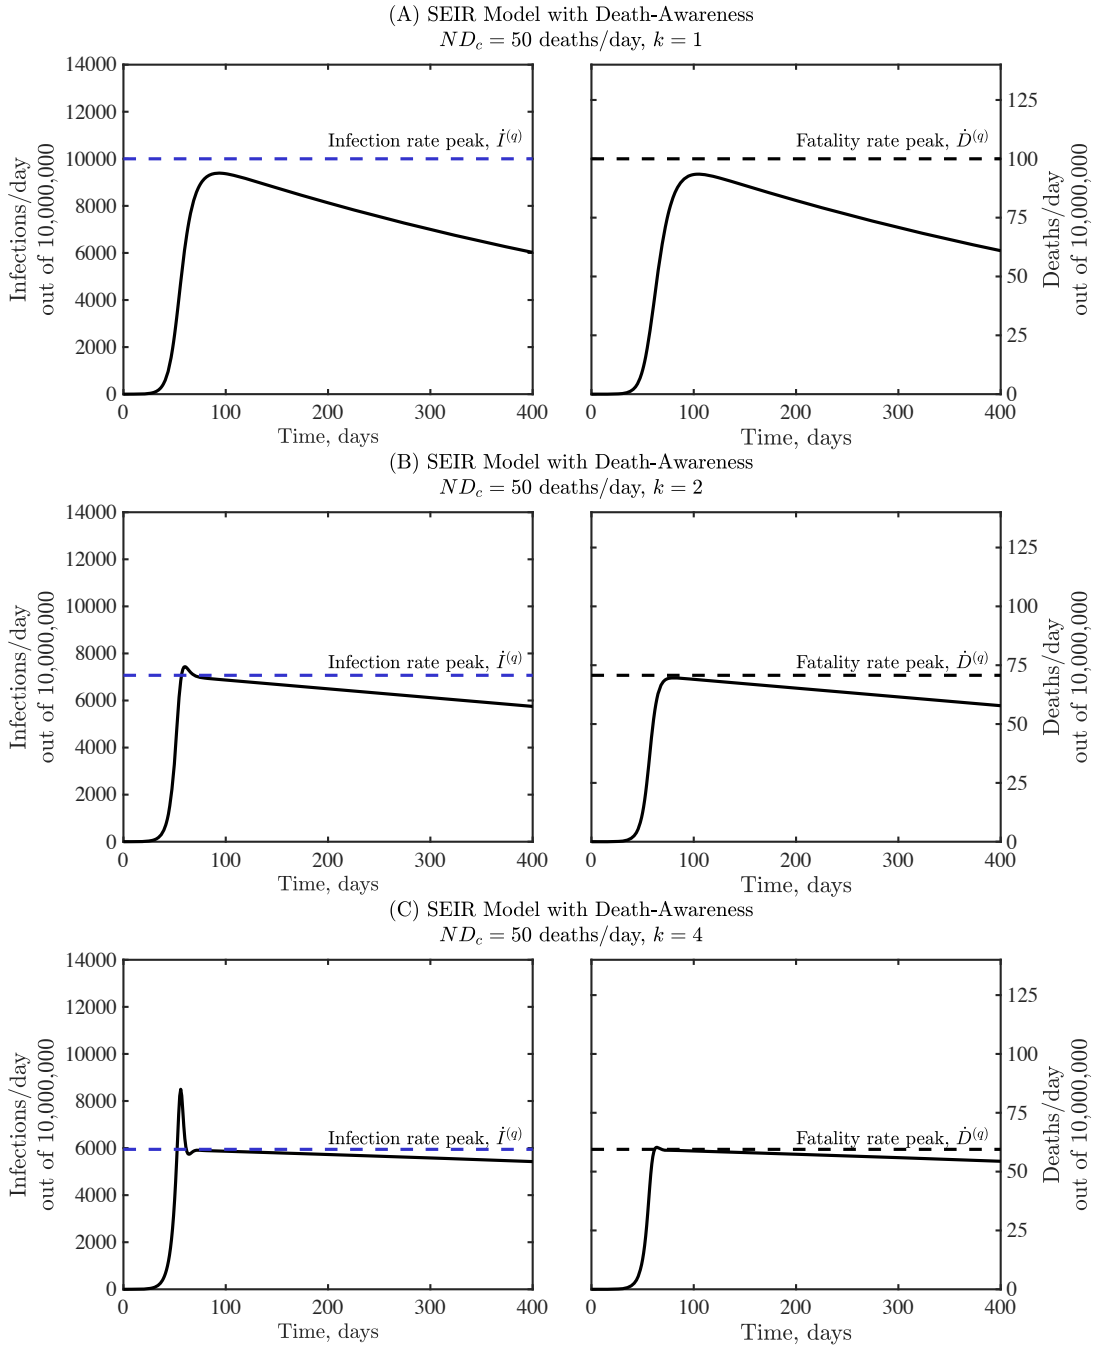 (A) SEIR Model with Death-Awareness
ND_c = 50 deaths/day, k = 1
Infections/day
out of 10,000,000
14000
12000
10000
8000
6000
4000
2000
0
Infection rate peak, İ^(q)
0 100 200 300 400
Time, days
Fatality rate peak, Ḋ^(q)
125
100
75
50
25
0
Deaths/day
out of 10,000,000
0 100 200 300 400
Time, days
(B) SEIR Model with Death-Awareness
ND_c = 50 deaths/day, k = 2
Infections/day
out of 10,000,000
14000
12000
10000
8000
6000
4000
2000
0
Infection rate peak, İ^(q)
0 100 200 300 400
Time, days
Fatality rate peak, Ḋ^(q)
125
100
75
50
25
0
Deaths/day
out of 10,000,000
0 100 200 300 400
Time, days
(C) SEIR Model with Death-Awareness
ND_c = 50 deaths/day, k = 4
Infections/day
out of 10,000,000
14000
12000
10000
8000
6000
4000
2000
0
Infection rate peak, İ^(q)
0 100 200 300 400
Time, days
Fatality rate peak, Ḋ^(q)
125
100
75
50
25
0
Deaths/day
out of 10,000,000
0 100 200 300 400
Time, days